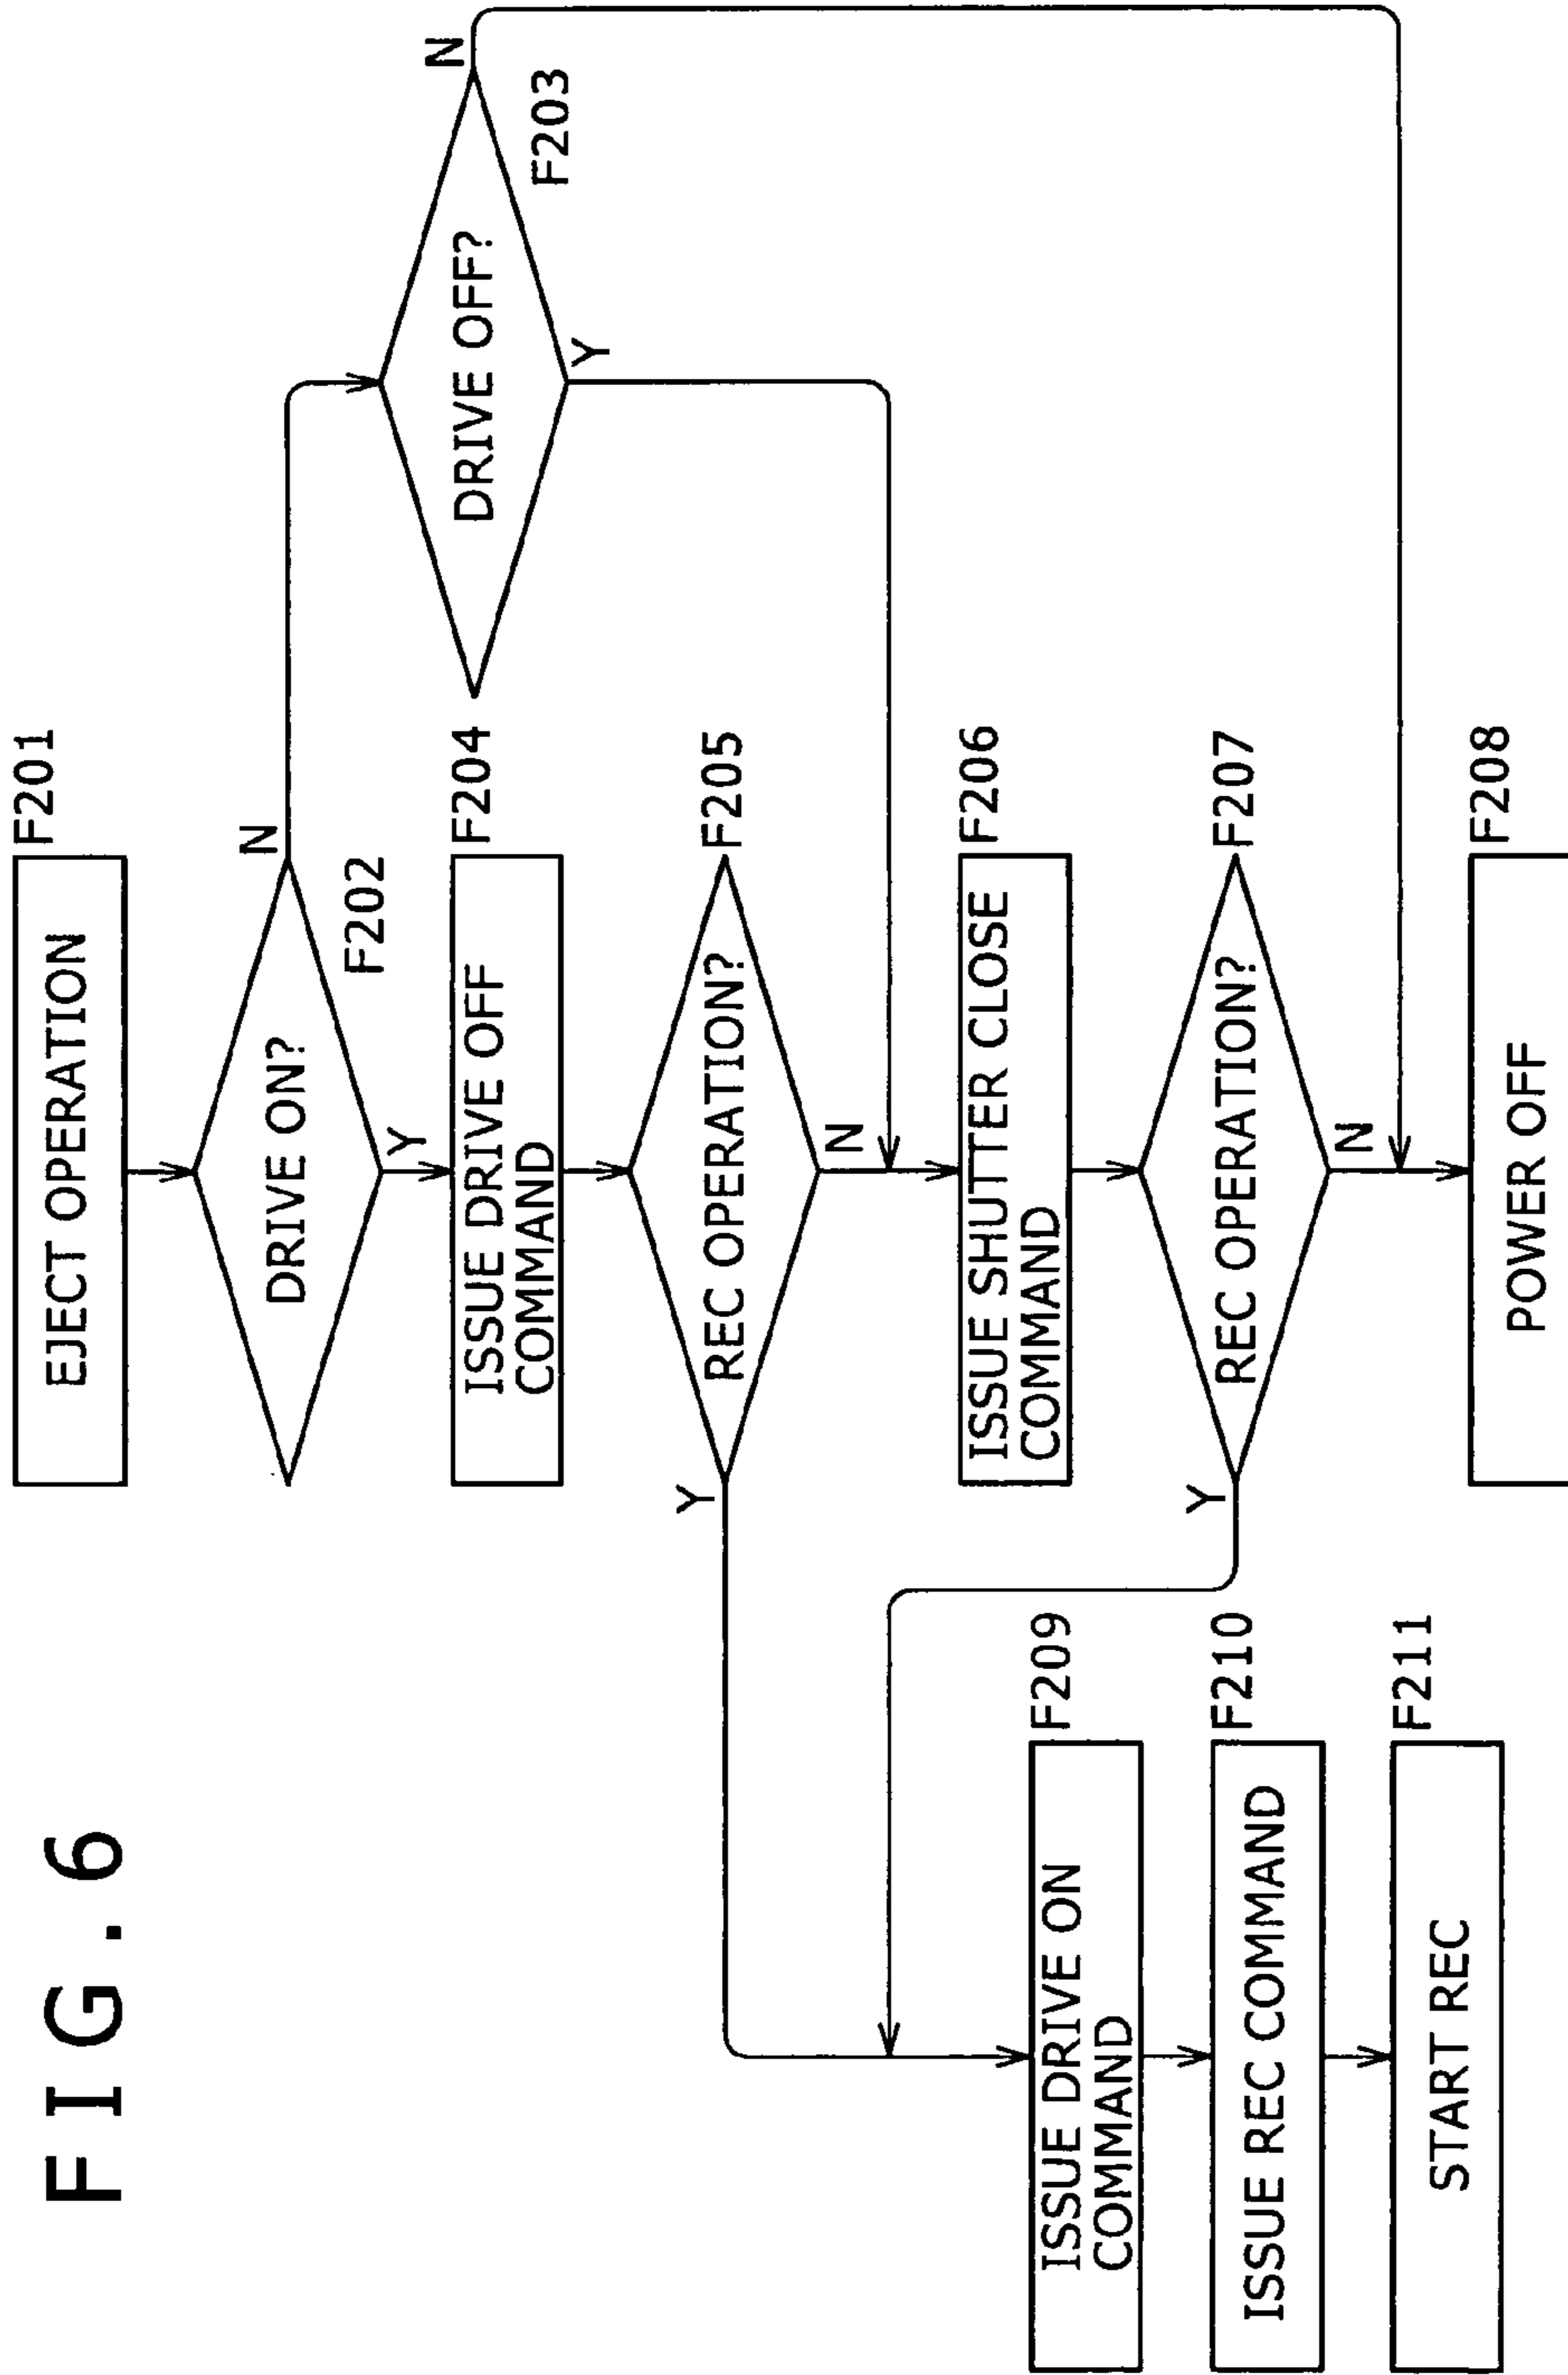 FIG.6
EJECT OPERATION
F201
DRIVE ON?
N
F202
Y
DRIVE OFF?
N
F203
Y
ISSUE DRIVE OFF
COMMAND
F204
REC OPERATION?
F205
Y
N
ISSUE SHUTTER CLOSE
COMMAND
F206
REC OPERATION?
F207
Y
N
POWER OFF
F208
ISSUE DRIVE ON
COMMAND
F209
ISSUE REC COMMAND
F210
START REC
F211